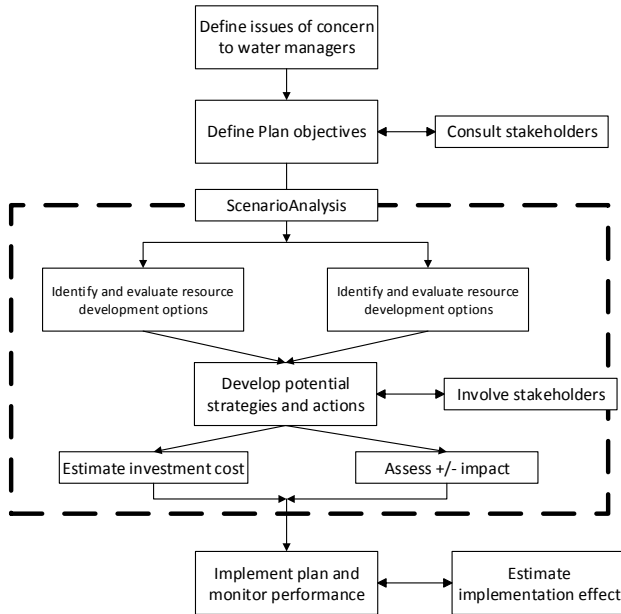 Define issues of concern
to water managers
Define Plan objectives
Consult stakeholders
ScenarioAnalysis
Identify and evaluate resource
development options
Identify and evaluate resource
development options
Develop potential
strategies and actions
Involve stakeholders
Estimate investment cost
Assess +/- impact
Implement plan and
monitor performance
Estimate
implementation effect